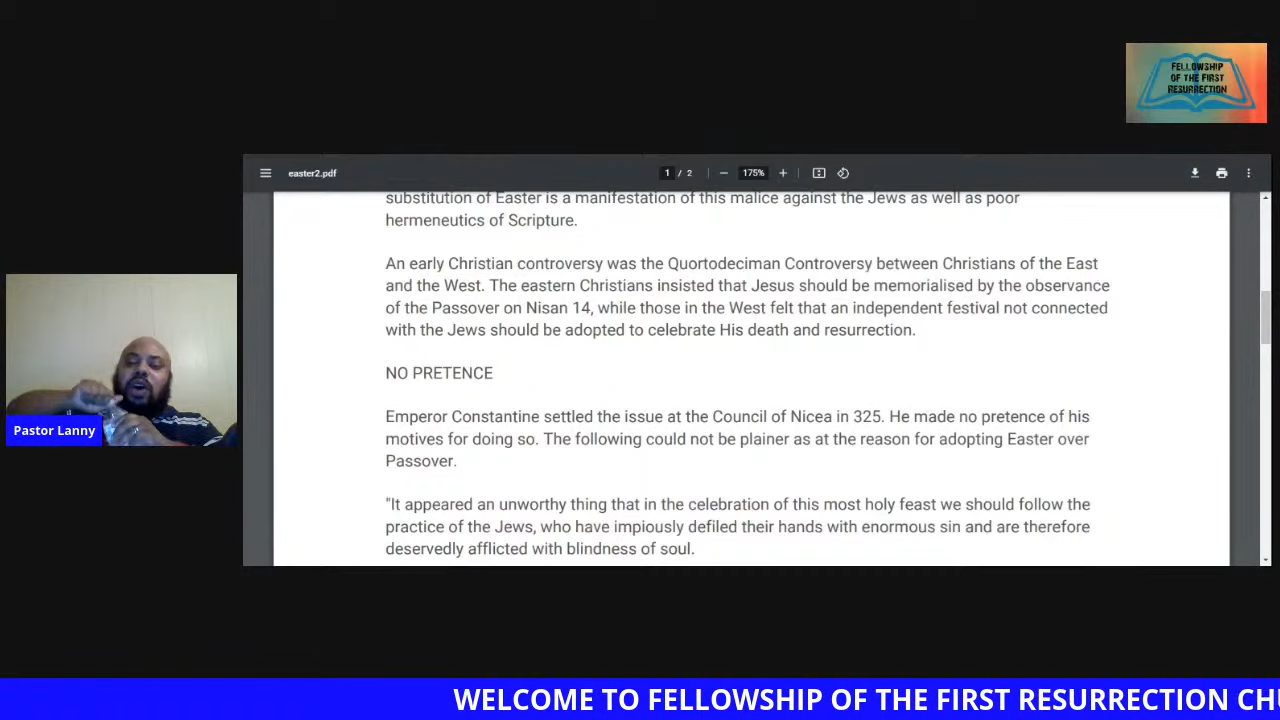 FELLOWSHIP
OF THE FIRST
RESURRECTION
easter2.pdf
1 / 2
175%
substitution of Easter is a manifestation of this malice against the Jews as well as poor
hermeneutics of Scripture.
An early Christian controversy was the Quortodeciman Controversy between Christians of the East
and the West. The eastern Christians insisted that Jesus should be memorialised by the observance
of the Passover on Nisan 14, while those in the West felt that an independent festival not connected
with the Jews should be adopted to celebrate His death and resurrection.
NO PRETENCE
Emperor Constantine settled the issue at the Council of Nicea in 325. He made no pretence of his
motives for doing so. The following could not be plainer as at the reason for adopting Easter over
Passover.
"It appeared an unworthy thing that in the celebration of this most holy feast we should follow the
practice of the Jews, who have impiously defiled their hands with enormous sin and are therefore
deservedly afflicted with blindness of soul.
Pastor Lanny
WELCOME TO FELLOWSHIP OF THE FIRST RESURRECTION CH